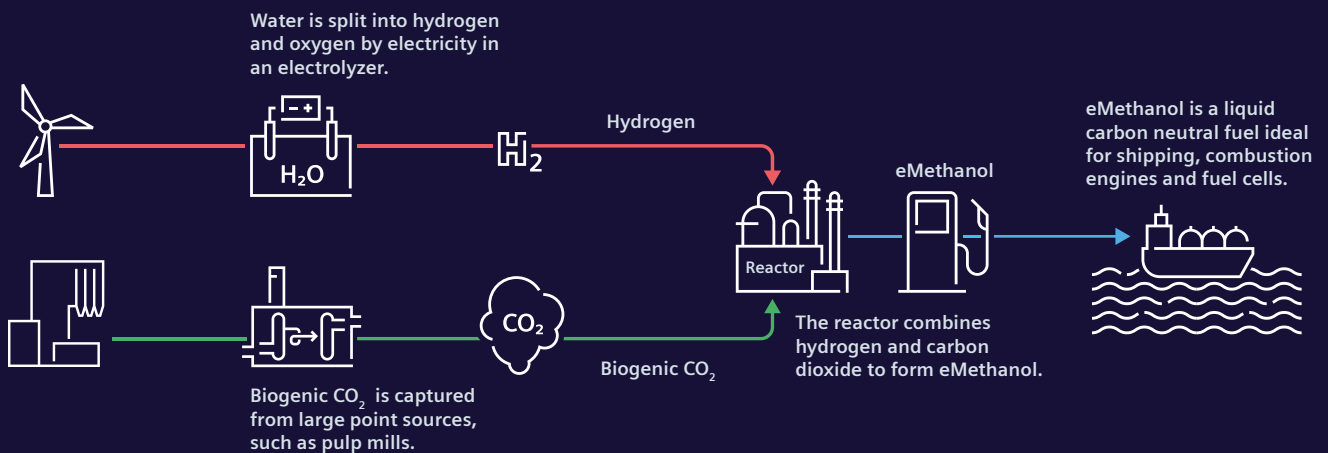 Water is split into hydrogen
and oxygen by electricity in
an electrolyzer.
- +
H₂O
H₂
Hydrogen
eMethanol
eMethanol is a liquid
carbon neutral fuel ideal
for shipping, combustion
engines and fuel cells.
Reactor
CO₂
Biogenic CO₂
The reactor combines
hydrogen and carbon
dioxide to form eMethanol.
Biogenic CO₂ is captured
from large point sources,
such as pulp mills.